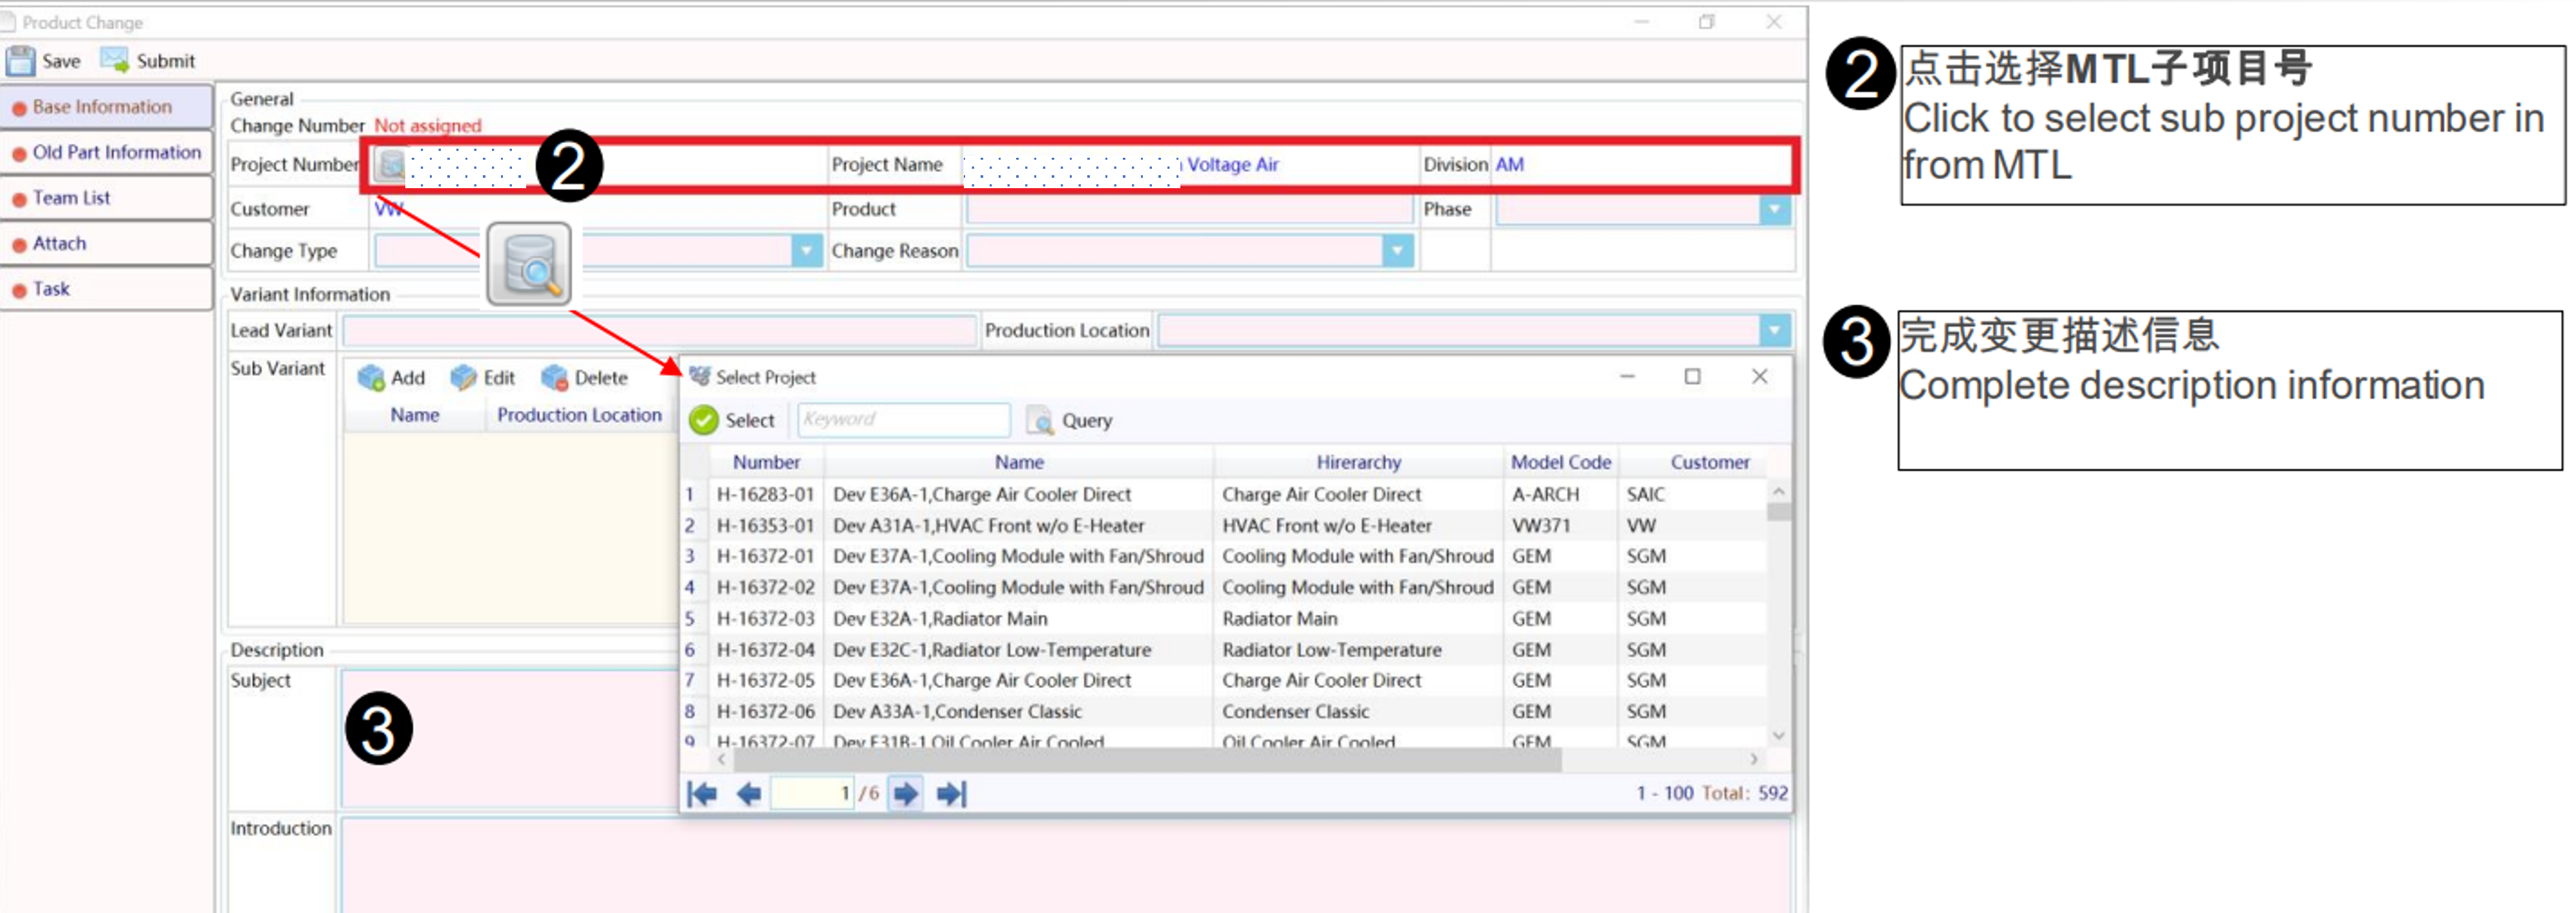 Product Change
Save Submit
Base Information
Old Part Information
Team List
Attach
Task
General
Change Number Not assigned
Project Number 2 Project Name Voltage Air Division AM
Customer VW Product Phase
Change Type Change Reason
Variant Information
Lead Variant Production Location
Sub Variant Add Edit Delete
Name Production Location
Select Project
Select Keyword Query
Number Name Hirerarchy Model Code Customer
1 H-16283-01 Dev E36A-1,Charge Air Cooler Direct Charge Air Cooler Direct A-ARCH SAIC
2 H-16353-01 Dev A31A-1,HVAC Front w/o E-Heater HVAC Front w/o E-Heater VW371 VW
3 H-16372-01 Dev E37A-1,Cooling Module with Fan/Shroud Cooling Module with Fan/Shroud GEM SGM
4 H-16372-02 Dev E37A-1,Cooling Module with Fan/Shroud Cooling Module with Fan/Shroud GEM SGM
5 H-16372-03 Dev E32A-1,Radiator Main Radiator Main GEM SGM
6 H-16372-04 Dev E32C-1,Radiator Low-Temperature Radiator Low-Temperature GEM SGM
7 H-16372-05 Dev E36A-1,Charge Air Cooler Direct Charge Air Cooler Direct GEM SGM
8 H-16372-06 Dev A33A-1,Condenser Classic Condenser Classic GEM SGM
9 H-16372-07 Dev E31B-1,Oil Cooler Air Cooled Oil Cooler Air Cooled GEM SGM
1 /6 1 - 100 Total: 592
Description
Subject
3
Introduction
2 点击选择MTL子项目号
Click to select sub project number in
from MTL
3 完成变更描述信息
Complete description information